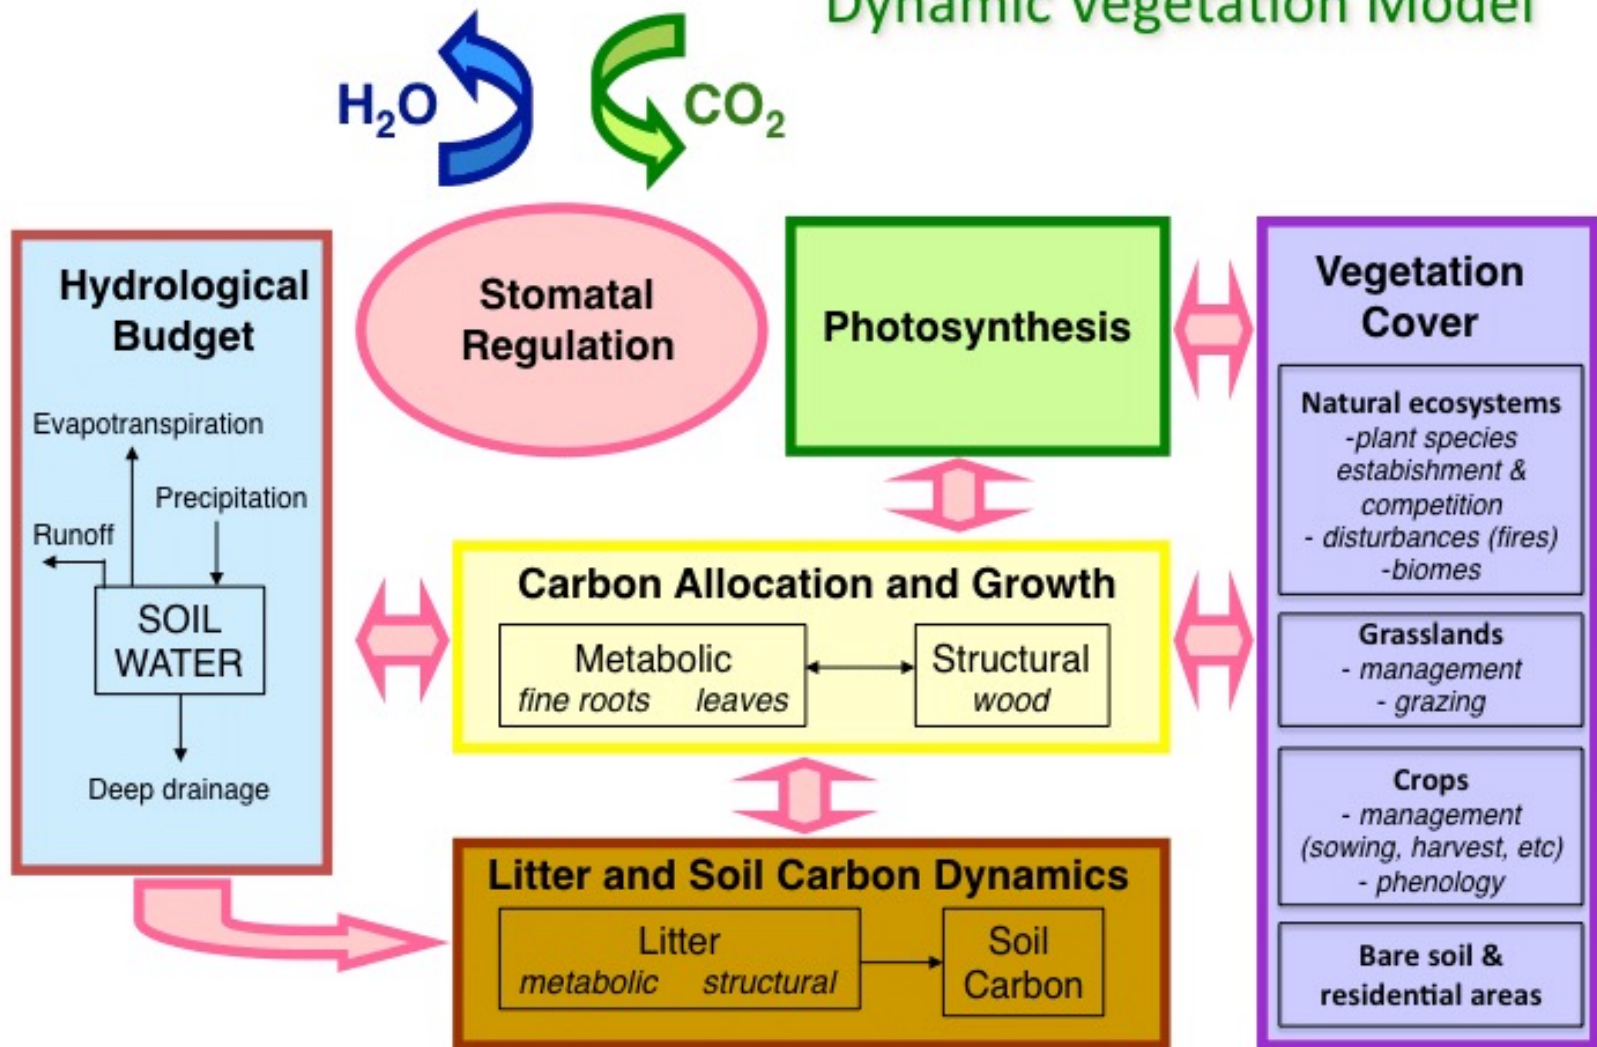 Dynamic Vegetation Model
H₂O
CO₂
Hydrological
Budget
Evapotranspiration
Precipitation
Runoff
SOIL
WATER
Deep drainage
Stomatal
Regulation
Photosynthesis
Carbon Allocation and Growth
Metabolic
fine roots leaves
Structural
wood
Litter and Soil Carbon Dynamics
Litter
metabolic structural
Soil
Carbon
Vegetation
Cover
Natural ecosystems
-plant species
estabishment &
competition
- disturbances (fires)
-biomes
Grasslands
- management
- grazing
Crops
- management
(sowing, harvest, etc)
- phenology
Bare soil &
residential areas